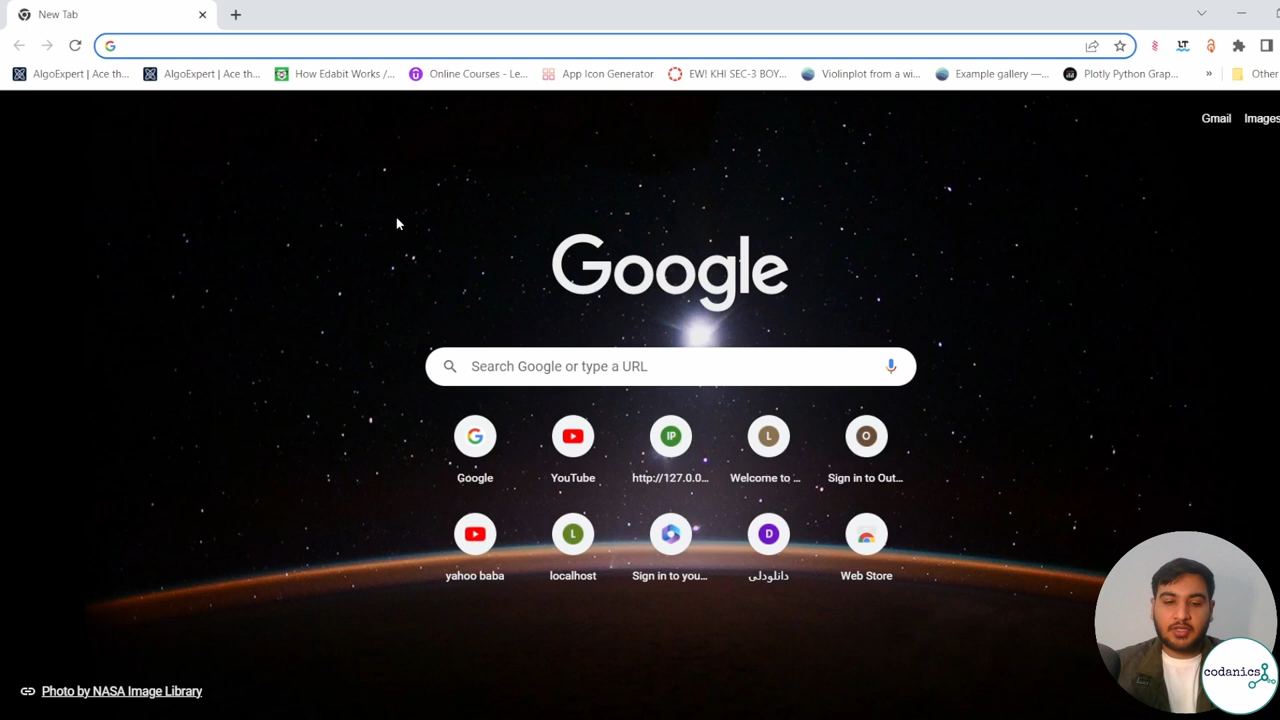 New Tab
AlgoExpert | Ace th...
AlgoExpert | Ace th...
How Edabit Works /...
Online Courses - Le...
App Icon Generator
EW! KHI SEC-3 BOY...
Violinplot from a wi...
Example gallery —...
Plotly Python Grap...
»
Other
Gmail
Images
Google
Search Google or type a URL
IP
L
O
Google
YouTube
http://127.0.0...
Welcome to ...
Sign in to Out...
L
D
yahoo baba
localhost
Sign in to you...
دانلودلی
Web Store
Photo by NASA Image Library
codanics